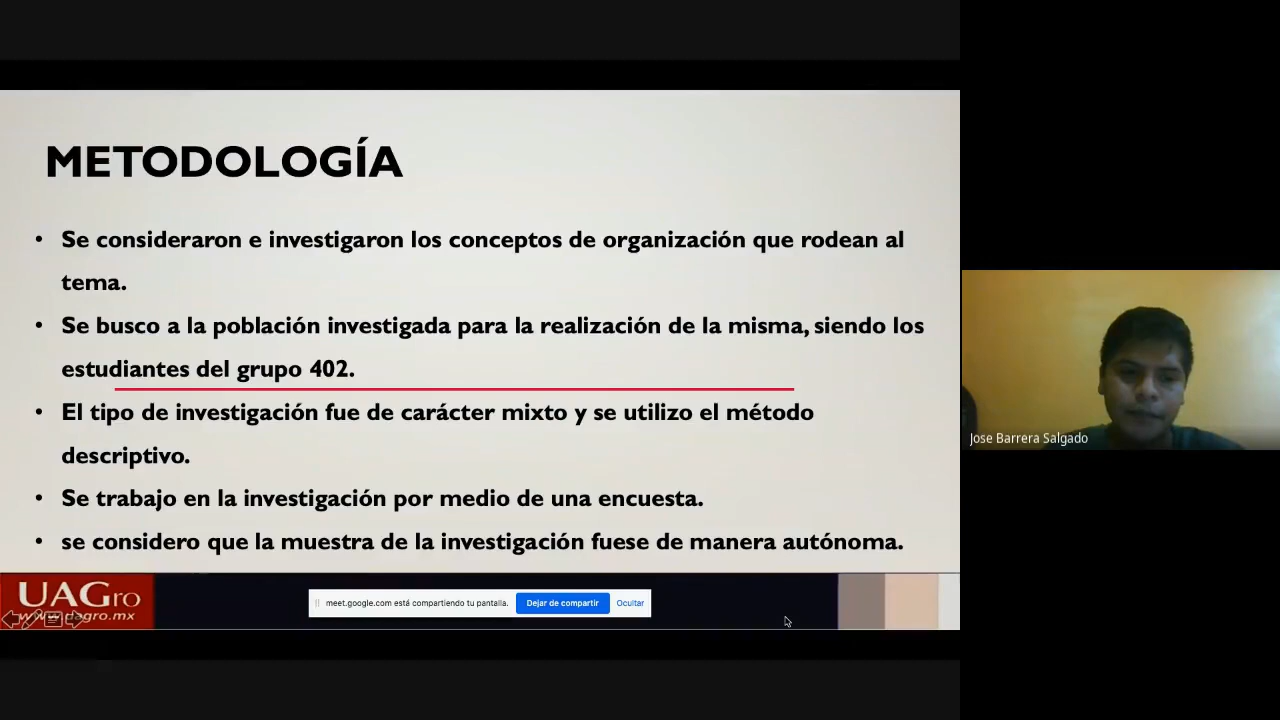 METODOLOGÍA
• Se consideraron e investigaron los conceptos de organización que rodean al
tema.
• Se busco a la población investigada para la realización de la misma, siendo los
estudiantes del grupo 402.
• El tipo de investigación fue de carácter mixto y se utilizo el método
descriptivo.
• Se trabajo en la investigación por medio de una encuesta.
• se considero que la muestra de la investigación fuese de manera autónoma.
UAGro
www.uagro.mx
meet.google.com está compartiendo tu pantalla.
Dejar de compartir
Ocultar
Jose Barrera Salgado